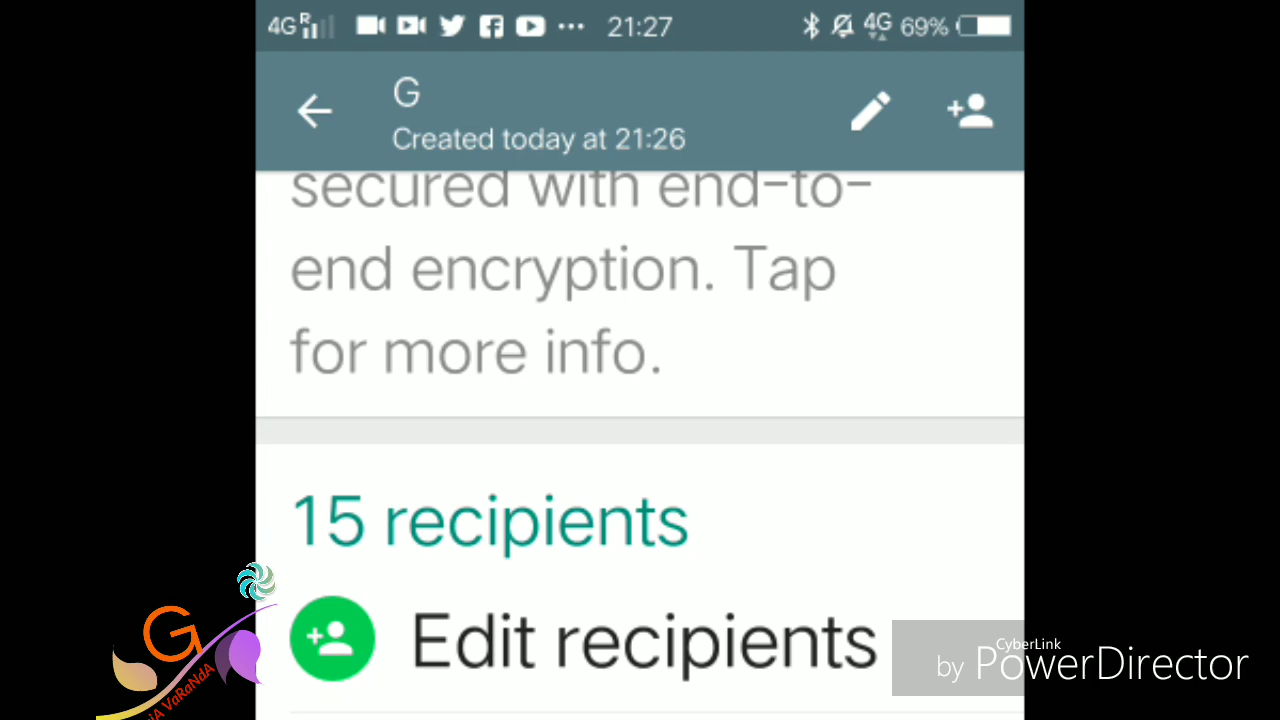 4G R 21:27 4G 69%
G
Created today at 21:26
secured with end-to-
end encryption. Tap
for more info.
15 recipients
Edit recipients
CyberLink
by PowerDirector
G
VaRaNdA